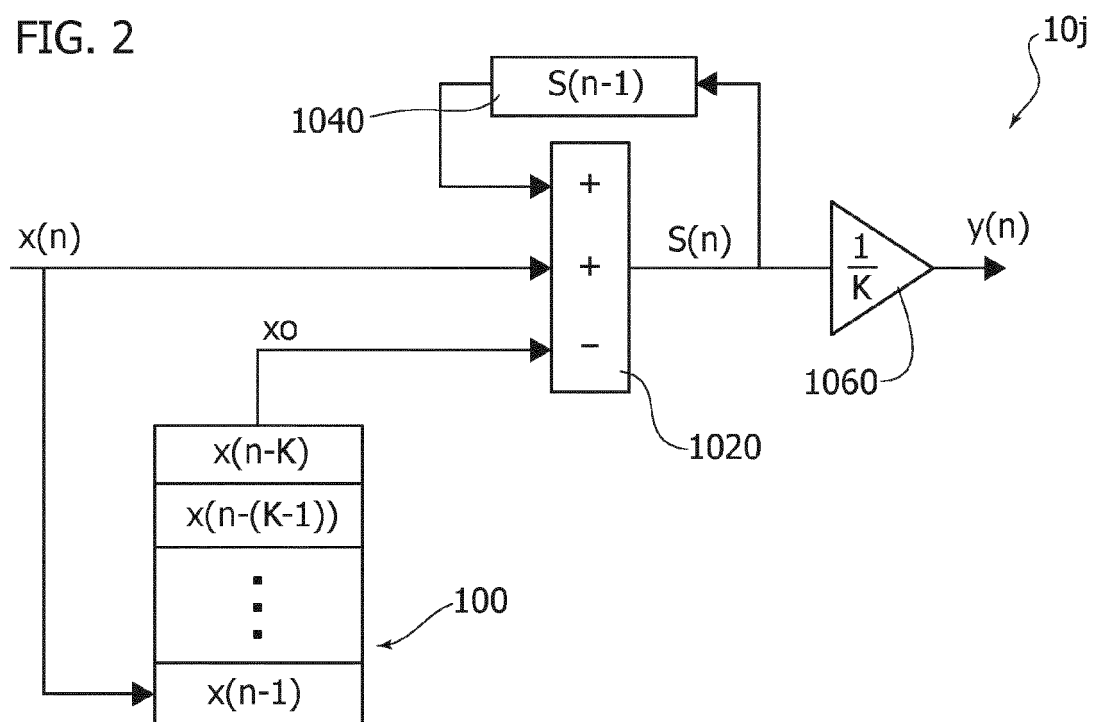 FIG. 2
10j
S(n-1)
1040
+
x(n)
+
S(n)
1
K
y(n)
xo
−
1060
1020
x(n-K)
x(n-(K-1))
100
x(n-1)